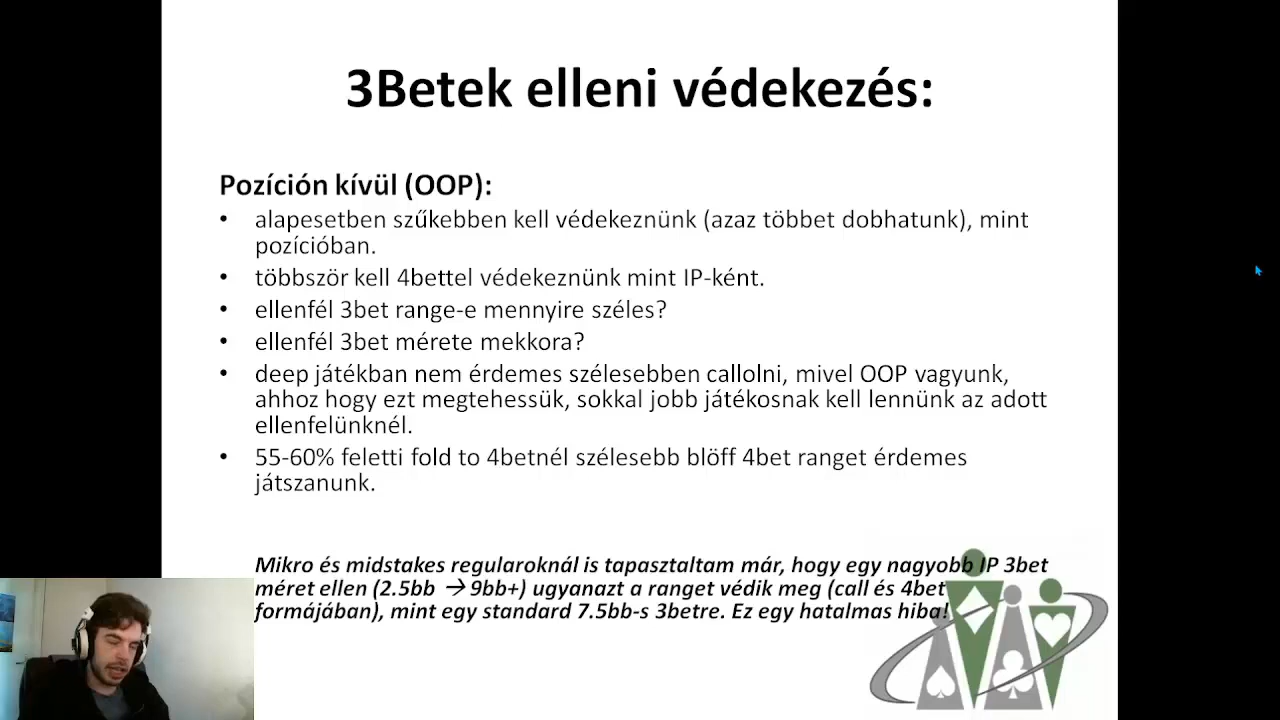 3Betek elleni védekezés:
Pozíción kívül (OOP):
• alapesetben szűkebben kell védekeznünk (azaz többet dobhatunk), mint
pozícióban.
• többször kell 4bettel védekeznünk mint IP-ként.
• ellenfél 3bet range-e mennyire széles?
• ellenfél 3bet mérete mekkora?
• deep játékban nem érdemes szélesebben callolni, mivel OOP vagyunk,
ahhoz hogy ezt megtehessük, sokkal jobb játékosnak kell lennünk az adott
ellenfelünknél.
• 55-60% feletti fold to 4betnél szélesebb blöff 4bet ranget érdemes
játszanunk.
Mikro és midstakes regularoknál is tapasztaltam már, hogy egy nagyobb IP 3bet
méret ellen (2.5bb → 9bb+) ugyanazt a ranget védik meg (call és 4bet
formájában), mint egy standard 7.5bb-s 3betre. Ez egy hatalmas hiba!